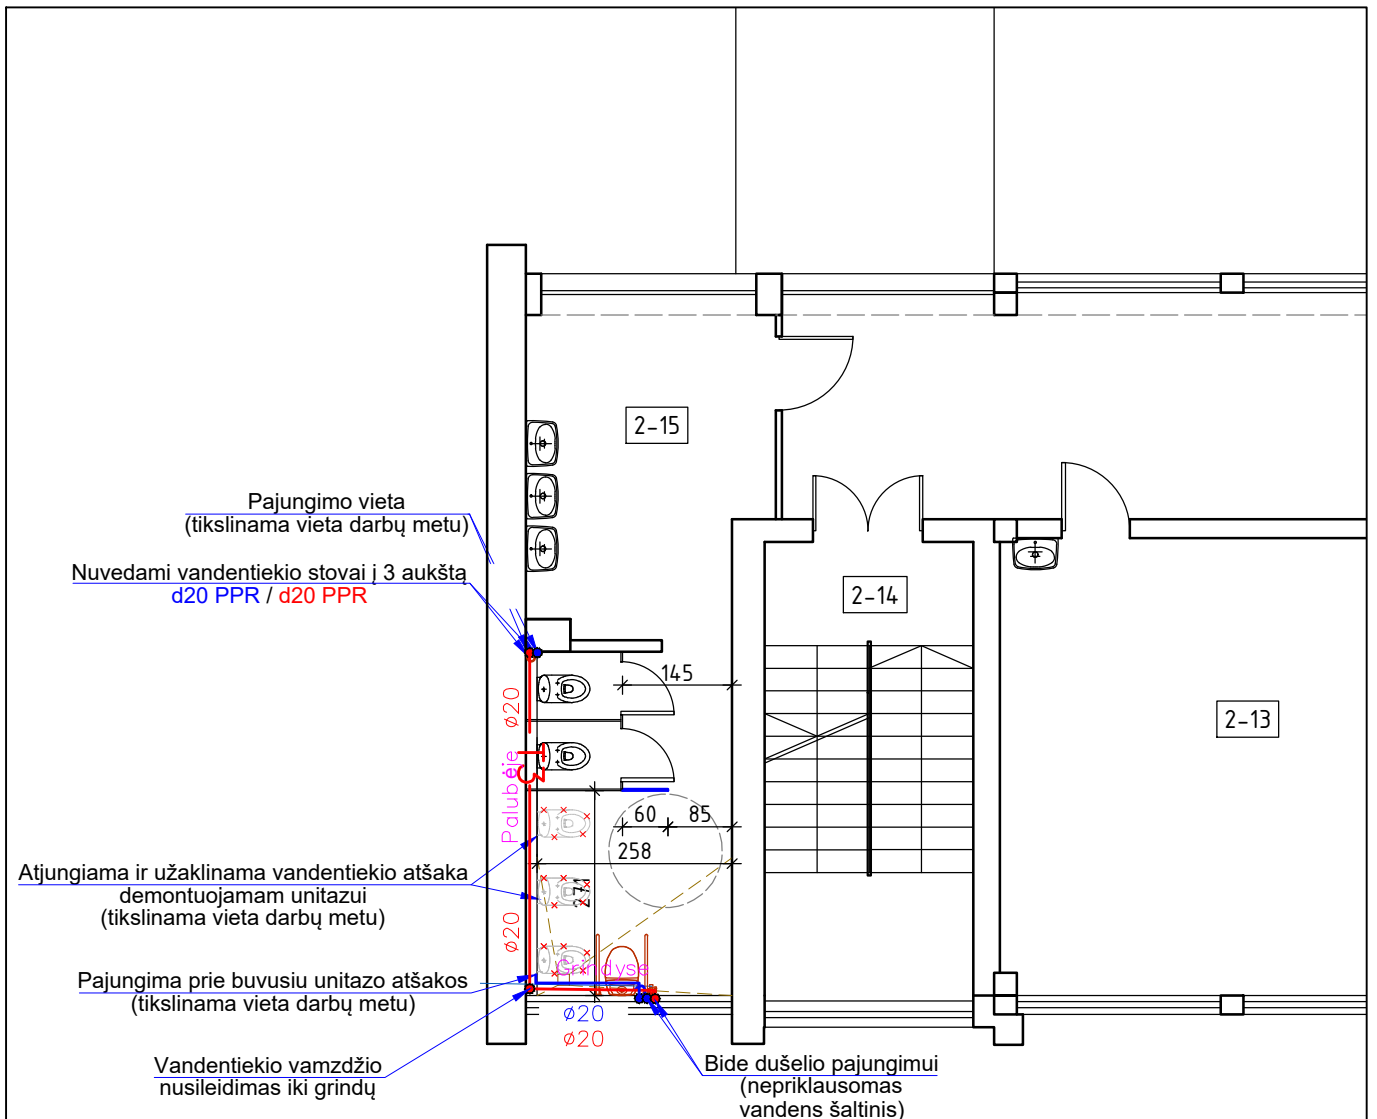 2-15
Pajungimo vieta
(tikslinama vieta darbų metu)
Nuvedami vandentiekio stovai į 3 aukštą
d20 PPR / d20 PPR
2-14
145
ø20
2-13
T3
Palubėje
60
85
258
Atjungiama ir užaklinama vandentiekio atšaka
demontuojamam unitazui
(tikslinama vieta darbų metu)
271
ø20
Grindyse
Pajungima prie buvusiu unitazo atšakos
(tikslinama vieta darbų metu)
ø20
ø20
Vandentiekio vamzdžio
nusileidimas iki grindų
Bide dušelio pajungimui
(nepriklausomas
vandens šaltinis)